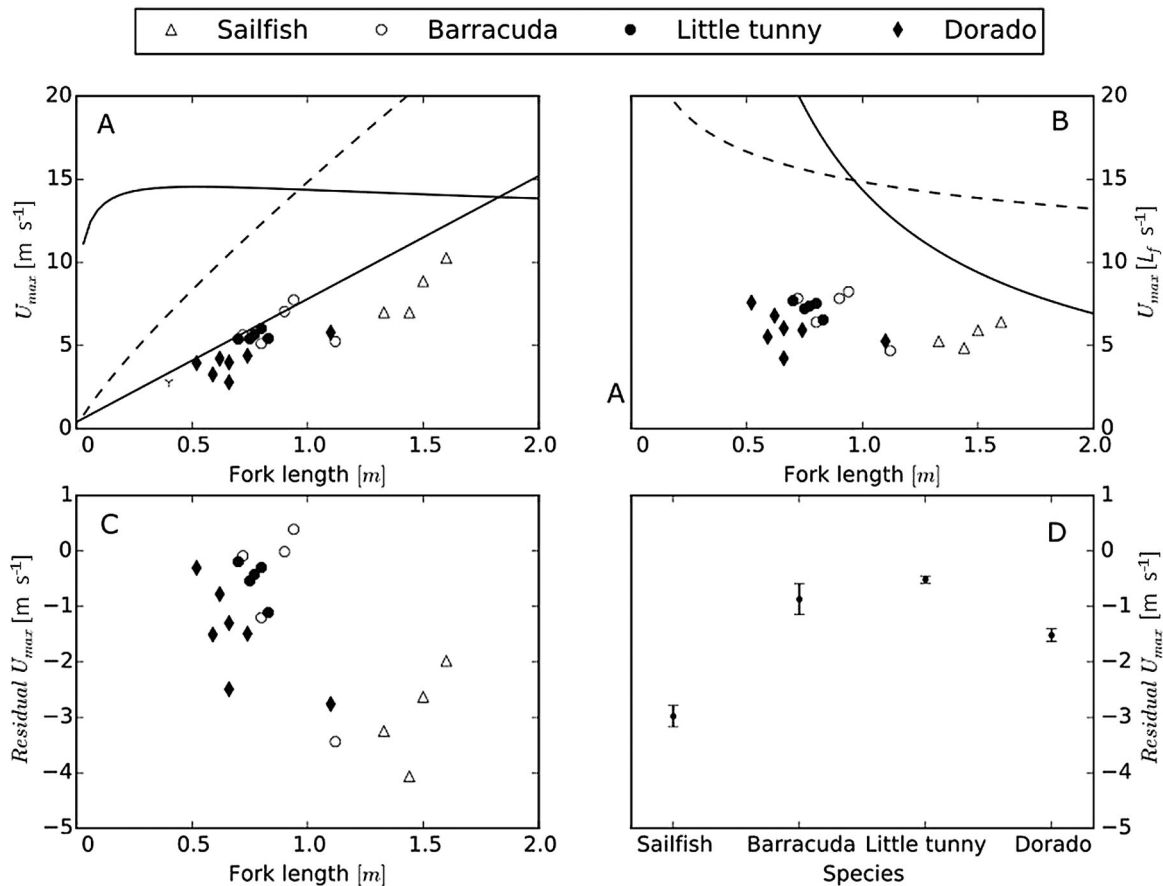 Sailfish Barracuda Little tunny Dorado
A
20
15
10
5
0
U_max [m s⁻¹]
0 0.5 1.0 1.5 2.0
Fork length [m]
B
20
15
10
5
0
U_max [L_f s⁻¹]
A
0 0.5 1.0 1.5 2.0
Fork length [m]
C
1
0
−1
−2
−3
−4
−5
Residual U_max [m s⁻¹]
0 0.5 1.0 1.5 2.0
Fork length [m]
D
1
0
−1
−2
−3
−4
−5
Residual U_max [m s⁻¹]
Sailfish Barracuda Little tunny Dorado
Species